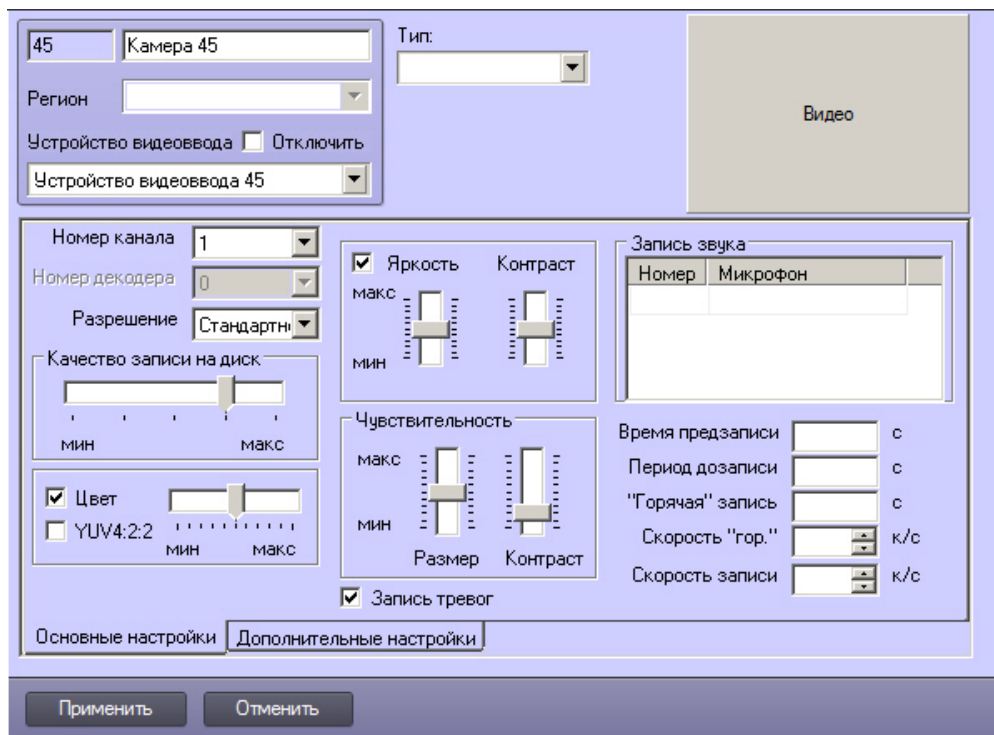 45
Камера 45
Тип:
Регион
Видео
Устройство видеоввода
Отключить
Устройство видеоввода 45
Номер канала
1
Номер декодера
0
Разрешение
Стандартн
Качество записи на диск
мин
макс
Цвет
YUV4:2:2
мин
макс
Яркость
Контраст
макс
мин
Чувствительность
макс
мин
Размер
Контраст
Запись тревог
Запись звука
Номер
Микрофон
Время предзаписи
с
Период дозаписи
с
"Горячая" запись
с
Скорость "гор."
к/с
Скорость записи
к/с
Основные настройки
Дополнительные настройки
Применить
Отменить